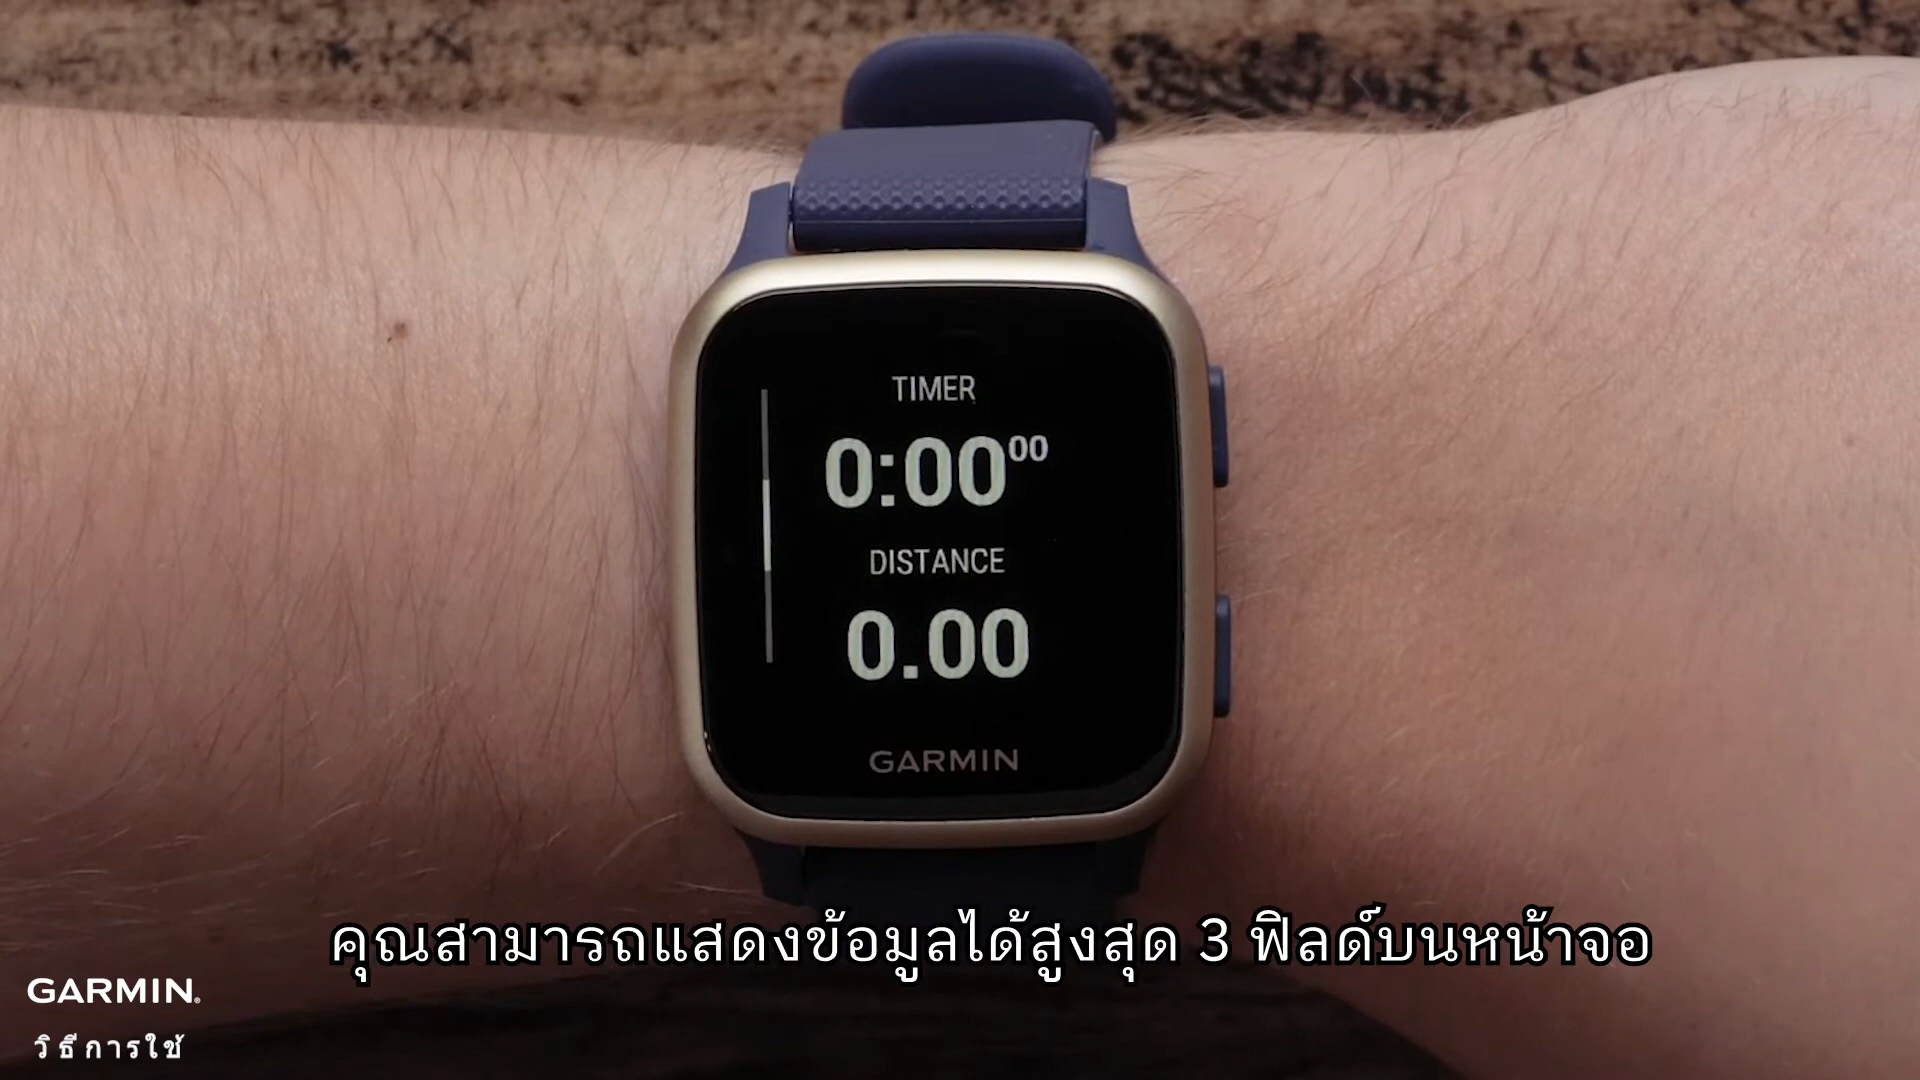 TIMER
0:00⁰⁰
DISTANCE
0.00
GARMIN
คุณสามารถแสดงข้อมูลได้สูงสุด 3 ฟิลด์บนหน้าจอ
GARMIN®
วิธีการใช้